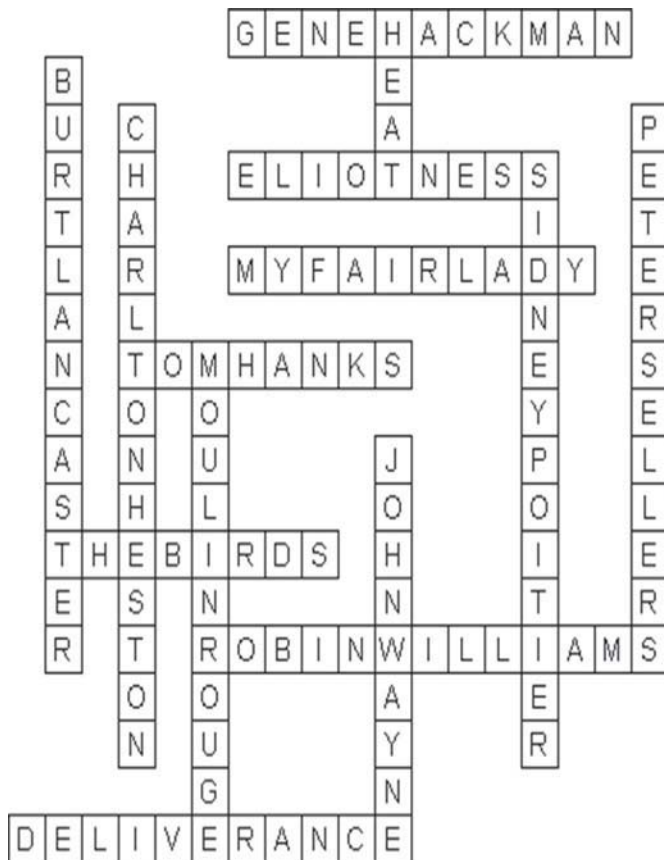 GENEHACKMAN
HEAT
BURTLANCASTER
CHARLTONHESTON
PETERSELLERS
ELIOTNESS
SIDNEYPOITIER
MYFAIRLADY
TOMHANKS
MOULINROUGE
JOHNWAYNE
THEBIRDS
ROBINWILLIAMS
DELIVERANCE